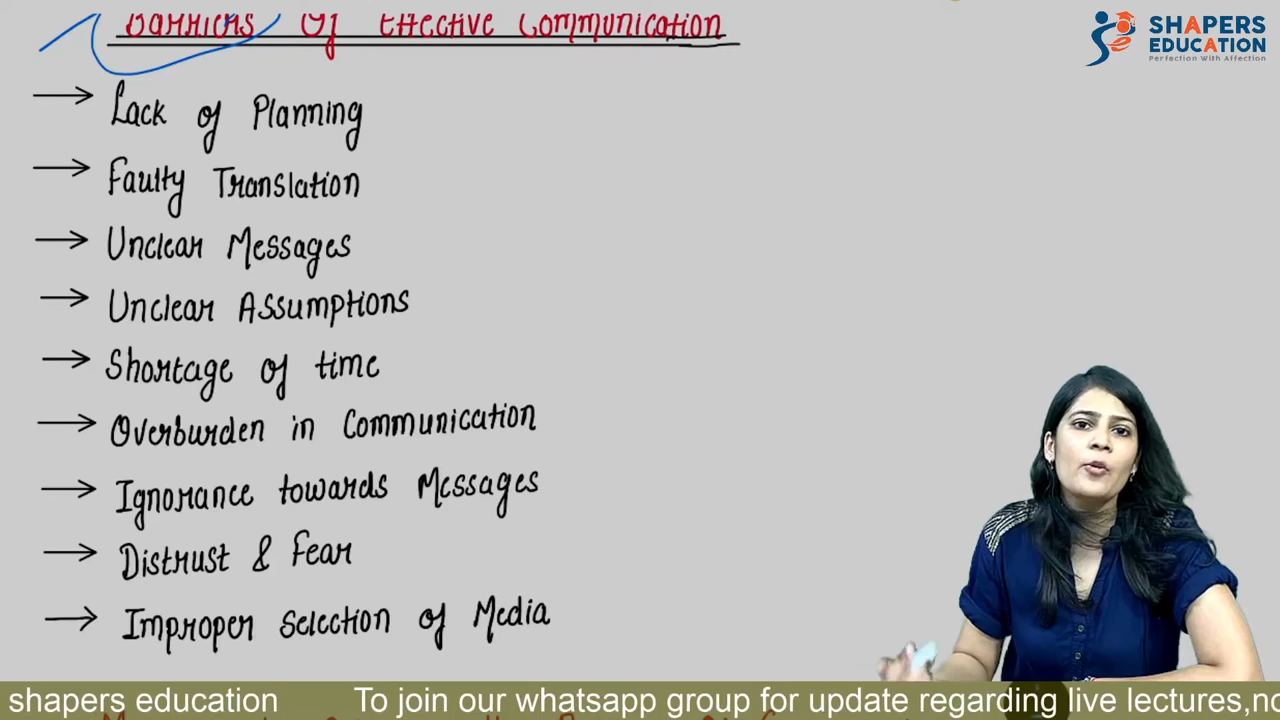 Barriers Of Effective Communication
SHAPERS
EDUCATION
Perfection With Affection
→ Lack of Planning
→ Faulty Translation
→ Unclear Messages
→ Unclear Assumptions
→ Shortage of time
→ Overburden in Communication
→ Ignorance towards Messages
→ Distrust & Fear
→ Improper Selection of Media
shapers education To join our whatsapp group for update regarding live lectures,no